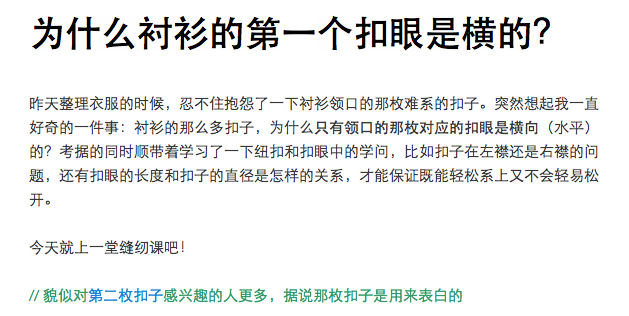 为什么衬衫的第一个扣眼是横的?
昨天整理衣服的时候，忍不住抱怨了一下衬衫领口的那枚难系的扣子。突然想起我一直
好奇的一件事：衬衫的那么多扣子，为什么只有领口的那枚对应的扣眼是横向（水平）
的？考据的同时顺带着学习了一下纽扣和扣眼中的学问，比如扣子在左襟还是右襟的问
题，还有扣眼的长度和扣子的直径是怎样的关系，才能保证既能轻松系上又不会轻易松
开。
今天就上一堂缝纫课吧！
// 貌似对第二枚扣子感兴趣的人更多，据说那枚扣子是用来表白的